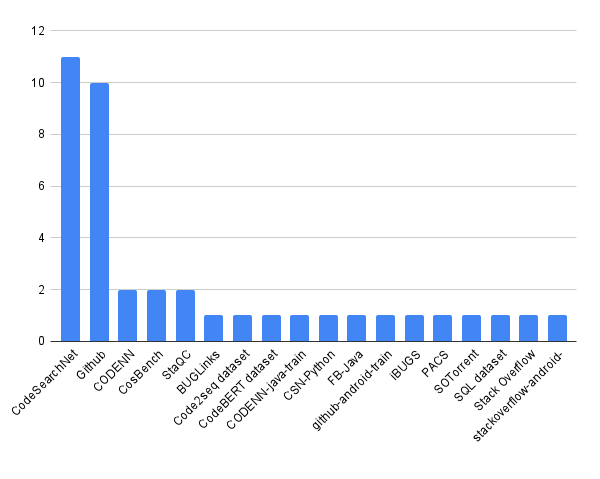 12
10
8
6
4
2
0
CodeSearchNet
Github
CODENN
CosBench
StaQC
BUGLinks
Code2seq dataset
CodeBERT dataset
CODENN-java-train
CSN-Python
FB-Java
github-android-train
iBUGS
PACS
SOTorrent
SQL dataset
Stack Overflow
stackoverflow-android-